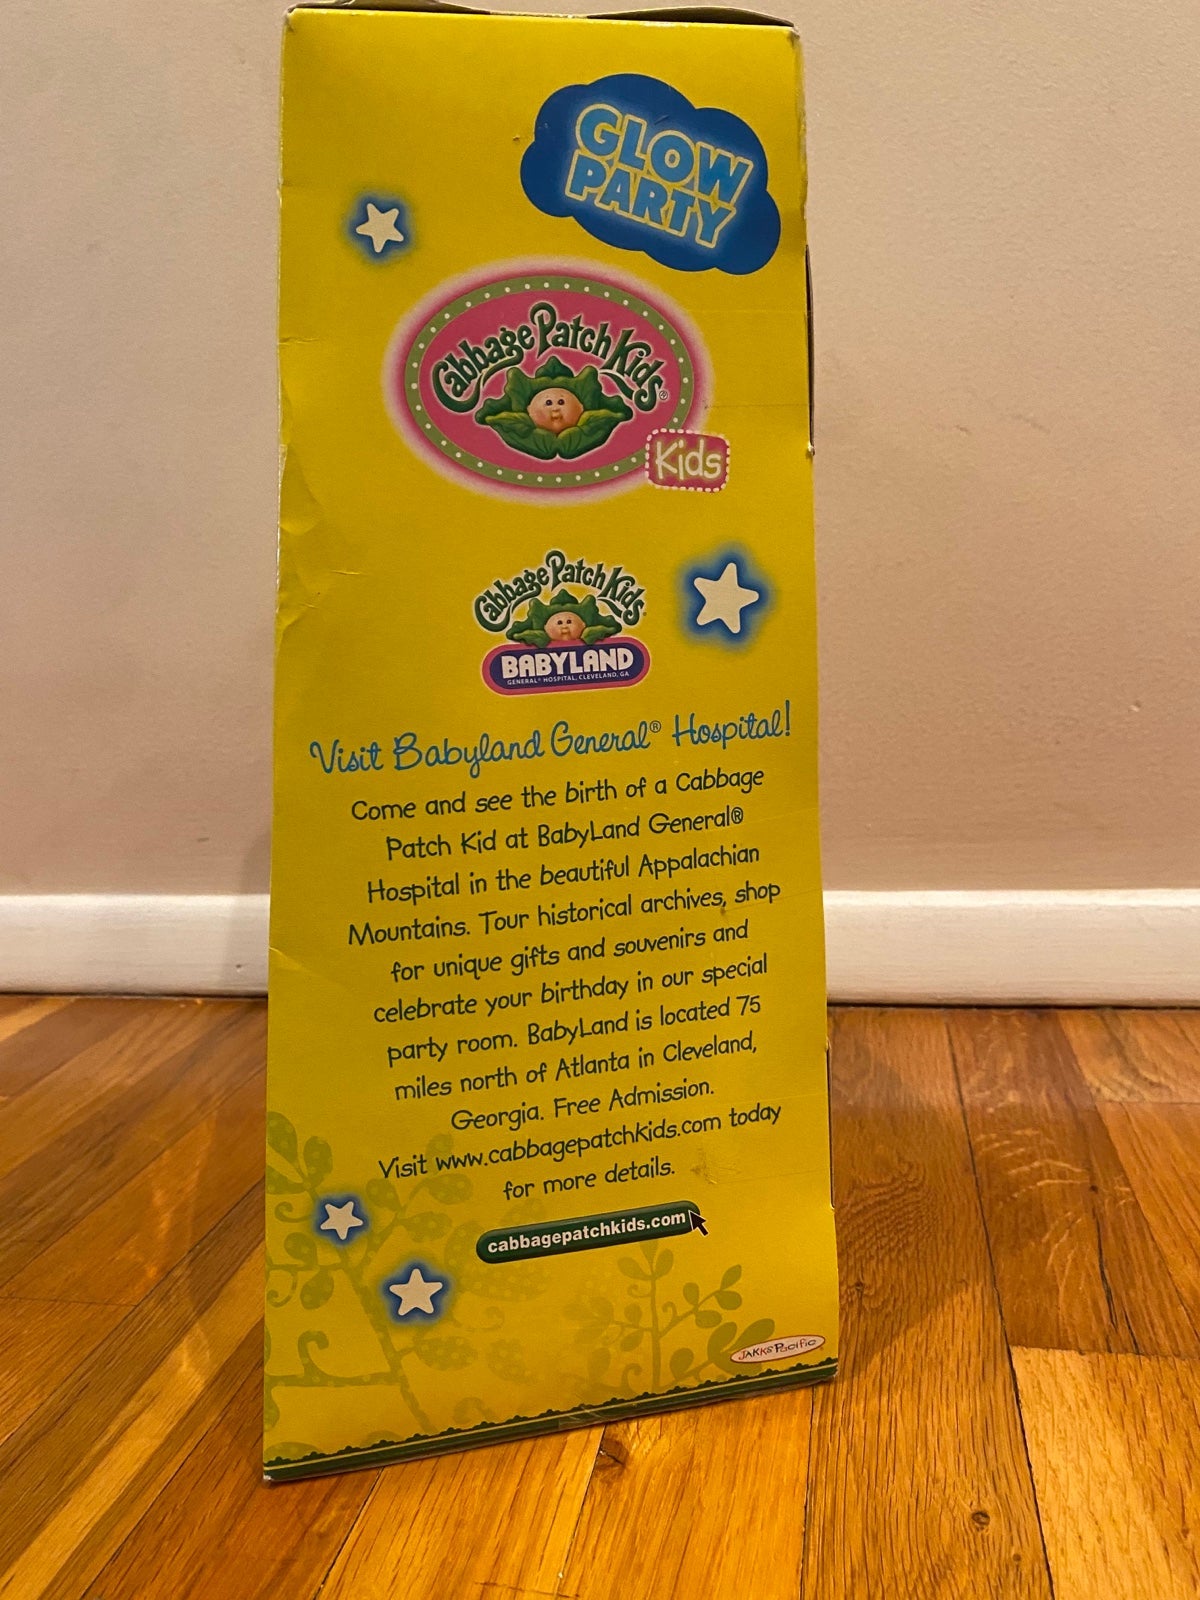 GLOW
PARTY
Cabbage Patch Kids®
Kids
Cabbage Patch Kids
BABYLAND
GENERAL® HOSPITAL, CLEVELAND, GA
Visit Babyland General® Hospital!
Come and see the birth of a Cabbage
Patch Kid at BabyLand General®
Hospital in the beautiful Appalachian
Mountains. Tour historical archives, shop
for unique gifts and souvenirs and
celebrate your birthday in our special
party room. BabyLand is located 75
miles north of Atlanta in Cleveland,
Georgia. Free Admission.
Visit www.cabbagepatchkids.com today
for more details.
cabbagepatchkids.com
JAKKS Pacific